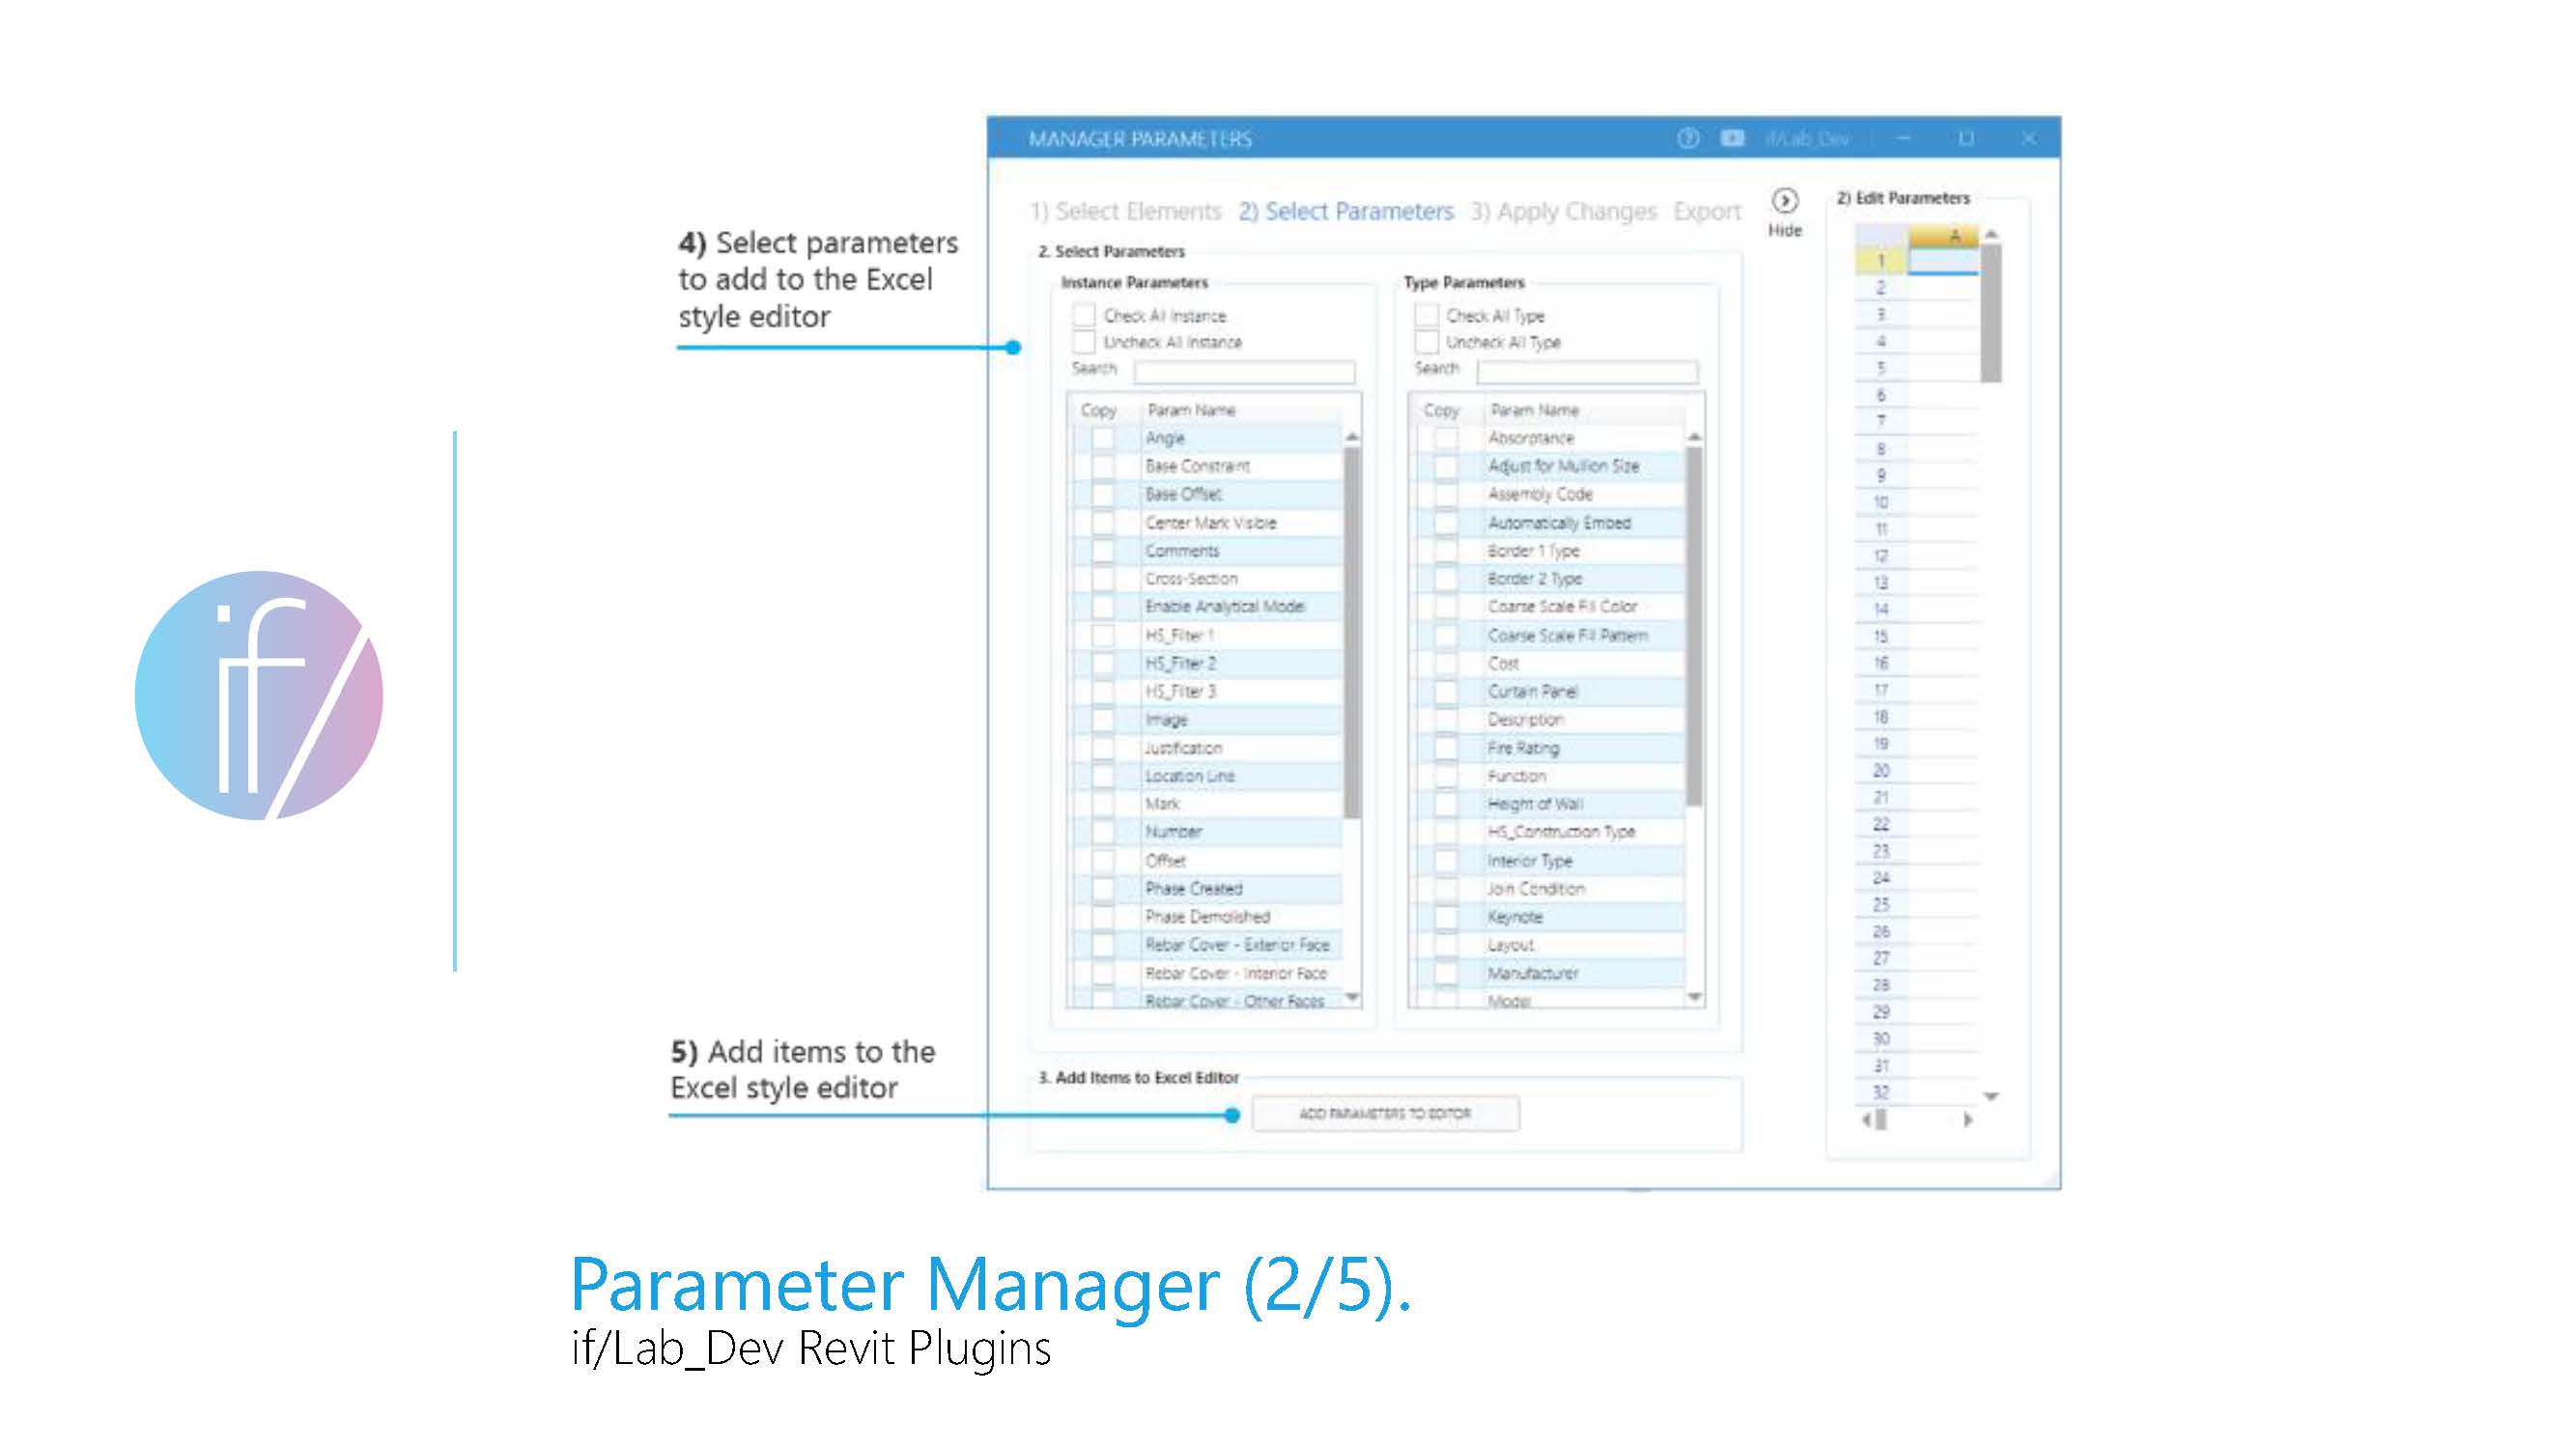 MANAGER PARAMETERS
if/Lab_Dev
1) Select Elements 2) Select Parameters 3) Apply Changes Export
Hide
2) Edit Parameters
4) Select parameters
to add to the Excel
style editor
2. Select Parameters
Instance Parameters
Check All Instance
Uncheck All Instance
Search
Copy Param Name
Angle
Base Constraint
Base Offset
Center Mark Visible
Comments
Cross-Section
Enable Analytical Model
HS_Filter 1
HS_Filter 2
HS_Filter 3
Image
Justification
Location Line
Mark
Number
Offset
Phase Created
Phase Demolished
Rebar Cover - Exterior Face
Rebar Cover - Interior Face
Rebar Cover - Other Faces
Type Parameters
Check All Type
Uncheck All Type
Search
Copy Param Name
Absorptance
Adjust for Mullion Size
Assembly Code
Automatically Embed
Border 1 Type
Border 2 Type
Coarse Scale Fill Color
Coarse Scale Fill Pattern
Cost
Curtain Panel
Description
Fire Rating
Function
Height of Wall
HS_Construction Type
Interior Type
Join Condition
Keynote
Layout
Manufacturer
Model
A
1
2
3
4
5
6
7
8
9
10
11
12
13
14
15
16
17
18
19
20
21
22
23
24
25
26
27
28
29
30
31
32
5) Add items to the
Excel style editor
3. Add Items to Excel Editor
ADD PARAMETERS TO EDITOR
if/
Parameter Manager (2/5).
if/Lab_Dev Revit Plugins